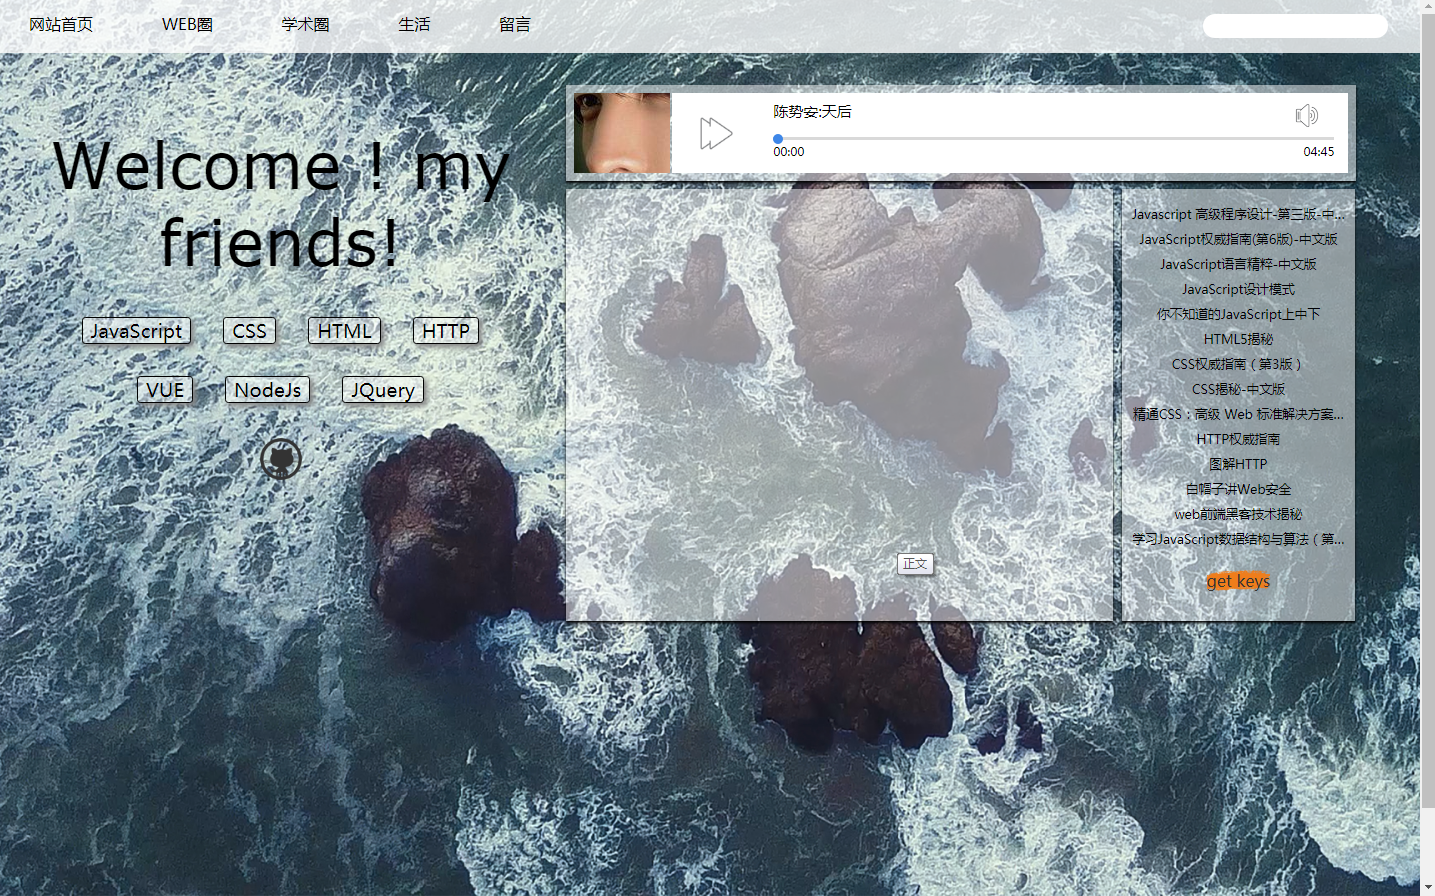 网站首页 WEB圈 学术圈 生活 留言
陈势安:天后
00:00 04:45
Welcome ! my
friends!
JavaScript CSS HTML HTTP
VUE NodeJs JQuery
正文
Javascript 高级程序设计-第三版-中...
JavaScript权威指南(第6版)-中文版
JavaScript语言精粹-中文版
JavaScript设计模式
你不知道的JavaScript上中下
HTML5揭秘
CSS权威指南（第3版）
CSS揭秘-中文版
精通CSS：高级 Web 标准解决方案...
HTTP权威指南
图解HTTP
白帽子讲Web安全
web前端黑客技术揭秘
学习JavaScript数据结构与算法（第...
get keys